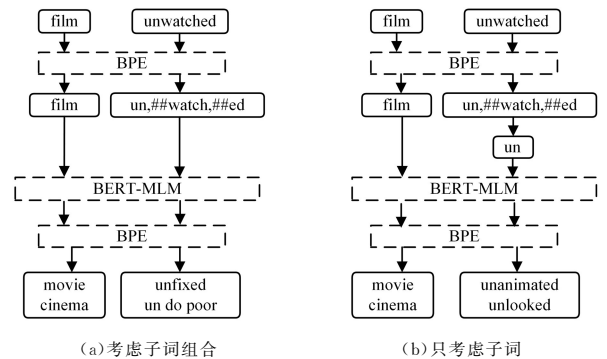 film unwatched
BPE
film un,##watch,##ed
BERT-MLM
BPE
movie
cinema
unfixed
un do poor
(a)考虑子词组合
film unwatched
BPE
film un,##watch,##ed
un
BERT-MLM
BPE
movie
cinema
unanimated
unlooked
(b)只考虑子词